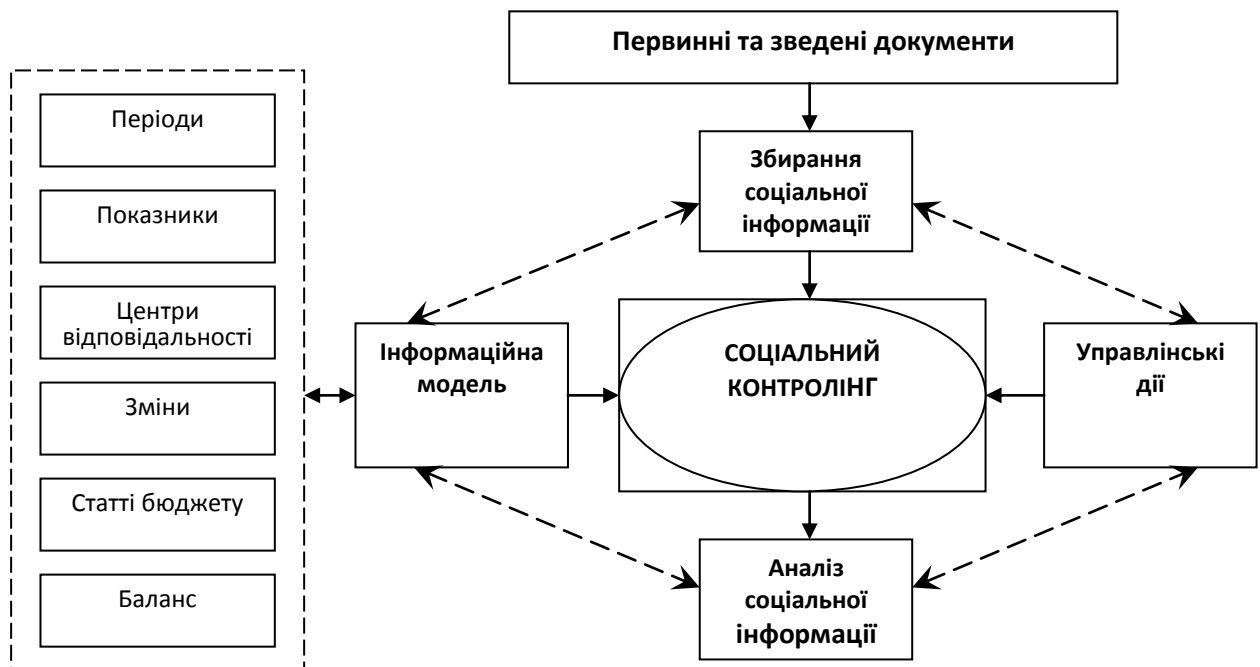 Первинні та зведені документи
Періоди
Показники
Центри
відповідальності
Зміни
Статті бюджету
Баланс
Збирання
соціальної
інформації
Інформаційна
модель
СОЦІАЛЬНИЙ
КОНТРОЛІНГ
Управлінські
дії
Аналіз
соціальної
інформації